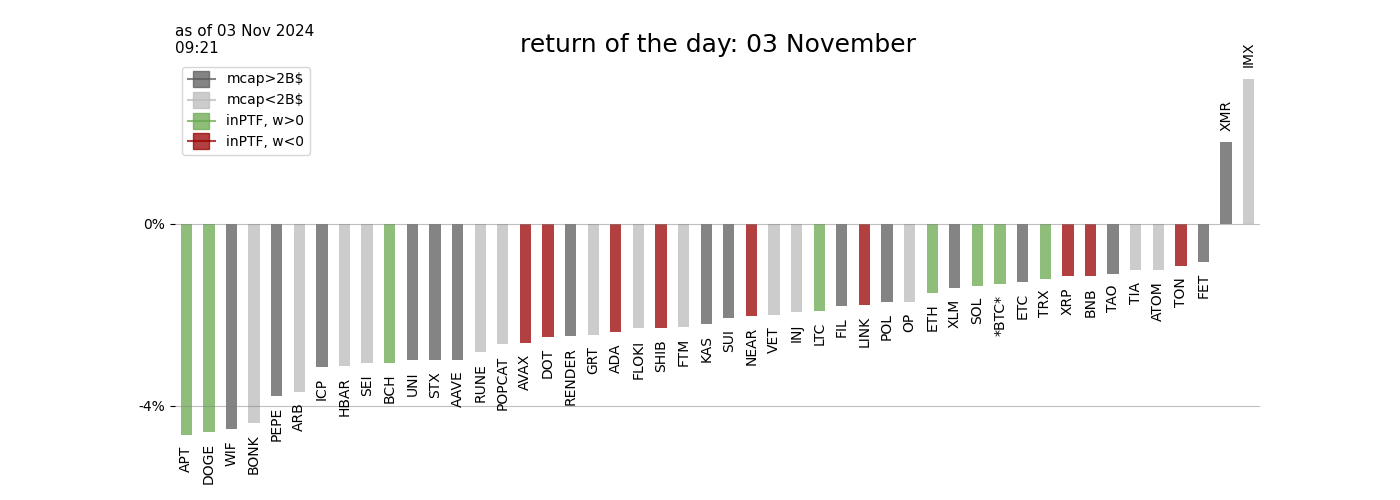 as of 03 Nov 2024
09:21
return of the day: 03 November
mcap>2B$
mcap<2B$
inPTF, w>0
inPTF, w<0
0%
-4%
APT
DOGE
WIF
BONK
PEPE
ARB
ICP
HBAR
SEI
BCH
UNI
STX
AAVE
RUNE
POPCAT
AVAX
DOT
RENDER
GRT
ADA
FLOKI
SHIB
FTM
KAS
SUI
NEAR
VET
INJ
LTC
FIL
LINK
POL
OP
ETH
XLM
SOL
*BTC*
ETC
TRX
XRP
BNB
TAO
TIA
ATOM
TON
FET
XMR
IMX